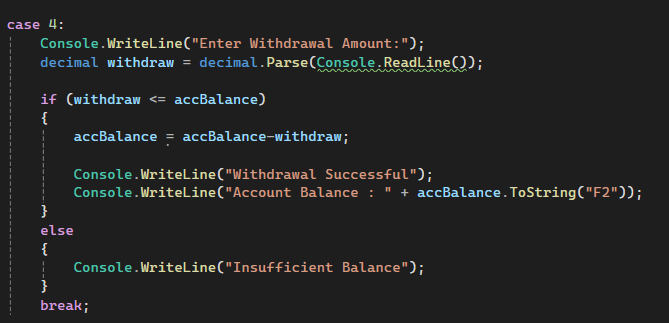 case 4:
    Console.WriteLine("Enter Withdrawal Amount:");
    decimal withdraw = decimal.Parse(Console.ReadLine());

    if (withdraw <= accBalance)
    {
        accBalance = accBalance-withdraw;

        Console.WriteLine("Withdrawal Successful");
        Console.WriteLine("Account Balance : " + accBalance.ToString("F2"));
    }
    else
    {
        Console.WriteLine("Insufficient Balance");
    }
    break;